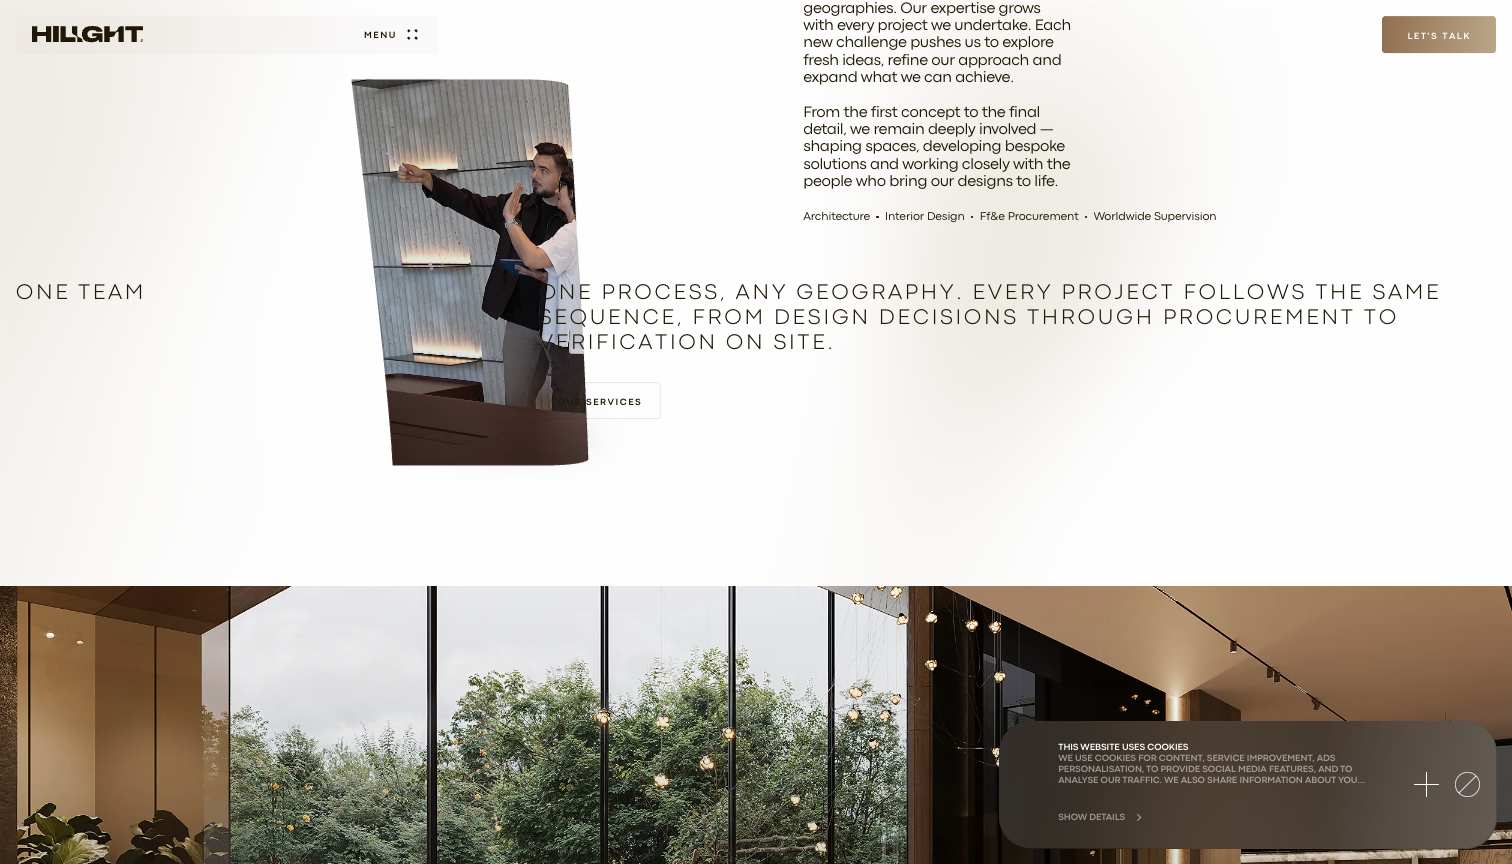 HILLIGHT.
MENU
LET'S TALK
geographies. Our expertise grows
with every project we undertake. Each
new challenge pushes us to explore
fresh ideas, refine our approach and
expand what we can achieve.
From the first concept to the final
detail, we remain deeply involved —
shaping spaces, developing bespoke
solutions and working closely with the
people who bring our designs to life.
Architecture • Interior Design • Ff&e Procurement • Worldwide Supervision
ONE TEAM
ONE PROCESS, ANY GEOGRAPHY. EVERY PROJECT FOLLOWS THE SAME
SEQUENCE, FROM DESIGN DECISIONS THROUGH PROCUREMENT TO
VERIFICATION ON SITE.
OUR SERVICES
THIS WEBSITE USES COOKIES
WE USE COOKIES FOR CONTENT, SERVICE IMPROVEMENT, ADS
PERSONALISATION, TO PROVIDE SOCIAL MEDIA FEATURES, AND TO
ANALYSE OUR TRAFFIC. WE ALSO SHARE INFORMATION ABOUT YOU...
SHOW DETAILS